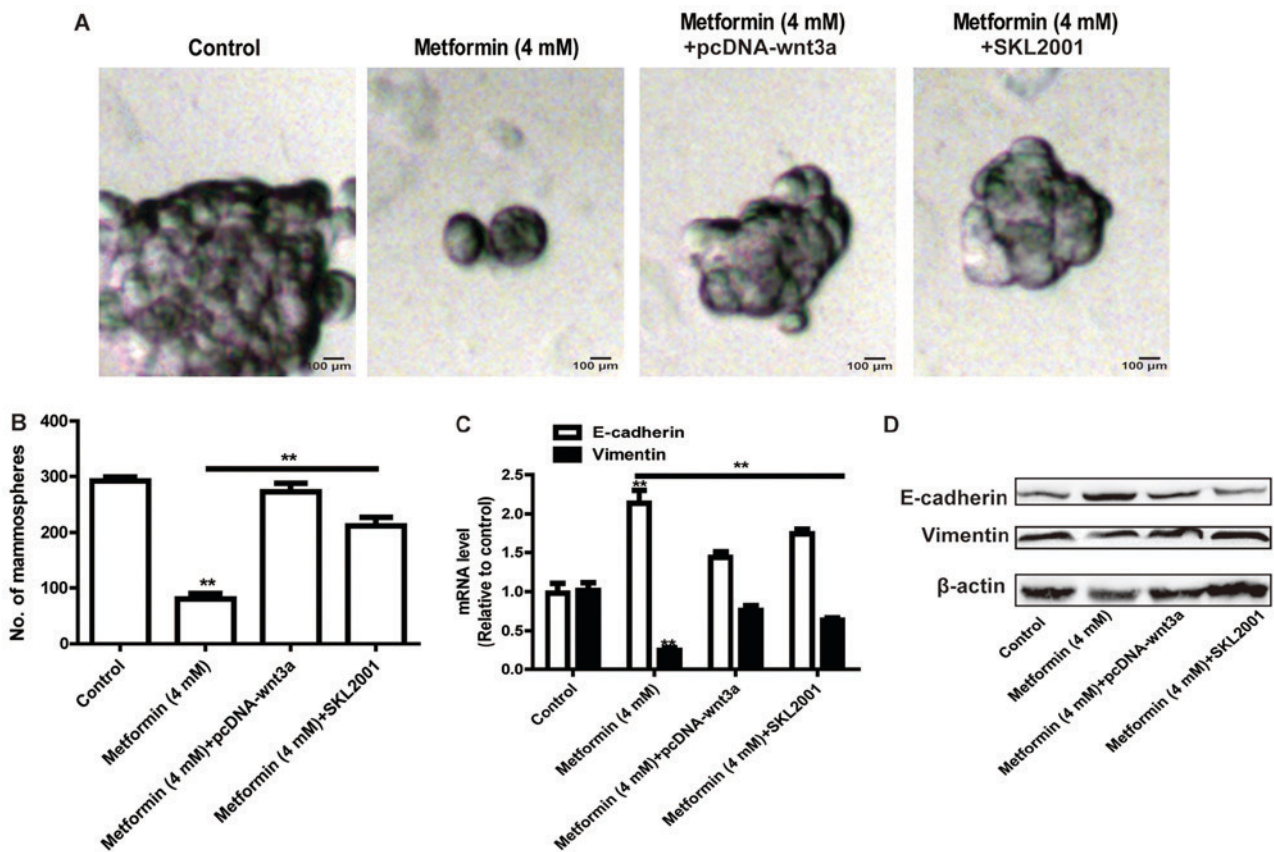 A
Control
Metformin (4 mM)
Metformin (4 mM)
+pcDNA-wnt3a
Metformin (4 mM)
+SKL2001
100 µm
100 µm
100 µm
100 µm
B
No. of mammospheres
400
300
200
100
0
**
**
Control
Metformin (4 mM)
Metformin (4 mM)+pcDNA-wnt3a
Metformin (4 mM)+SKL2001
C
E-cadherin
Vimentin
mRNA level
(Relative to control)
2.5
2.0
1.5
1.0
0.5
0.0
**
**
**
Control
Metformin (4 mM)
Metformin (4 mM)+pcDNA-wnt3a
Metformin (4 mM)+SKL2001
D
E-cadherin
Vimentin
β-actin
Control
Metformin (4 mM)
Metformin (4 mM)+pcDNA-wnt3a
Metformin (4 mM)+SKL2001